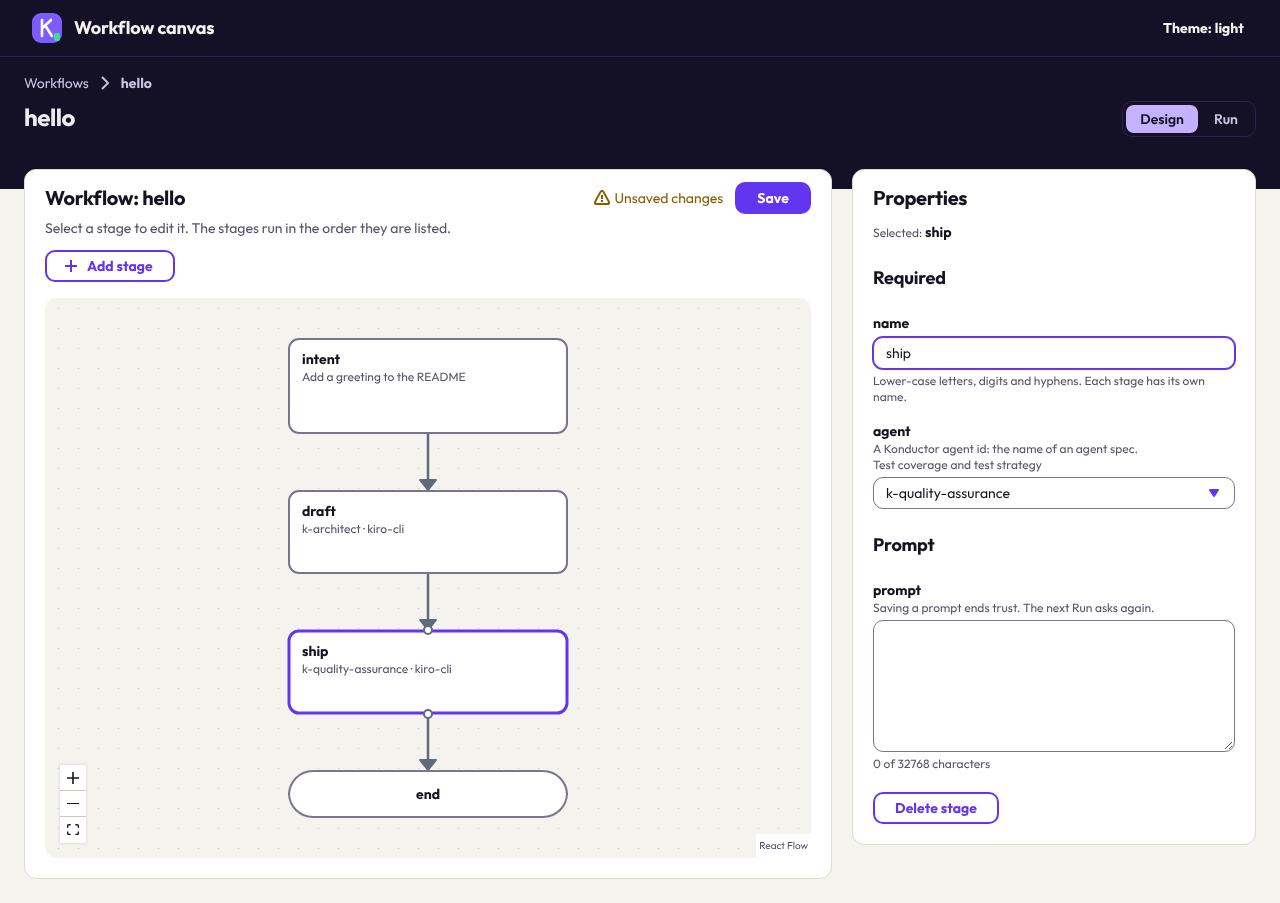 K
Workflow canvas
Theme: light
Workflows
hello
hello
Design
Run
Workflow: hello
Unsaved changes
Save
Select a stage to edit it. The stages run in the order they are listed.
Add stage
intent
Add a greeting to the README
draft
k-architect · kiro-cli
ship
k-quality-assurance · kiro-cli
end
React Flow
Properties
Selected: ship
Required
name
ship
Lower-case letters, digits and hyphens. Each stage has its own
name.
agent
A Konductor agent id: the name of an agent spec.
Test coverage and test strategy
k-quality-assurance
Prompt
prompt
Saving a prompt ends trust. The next Run asks again.
0 of 32768 characters
Delete stage